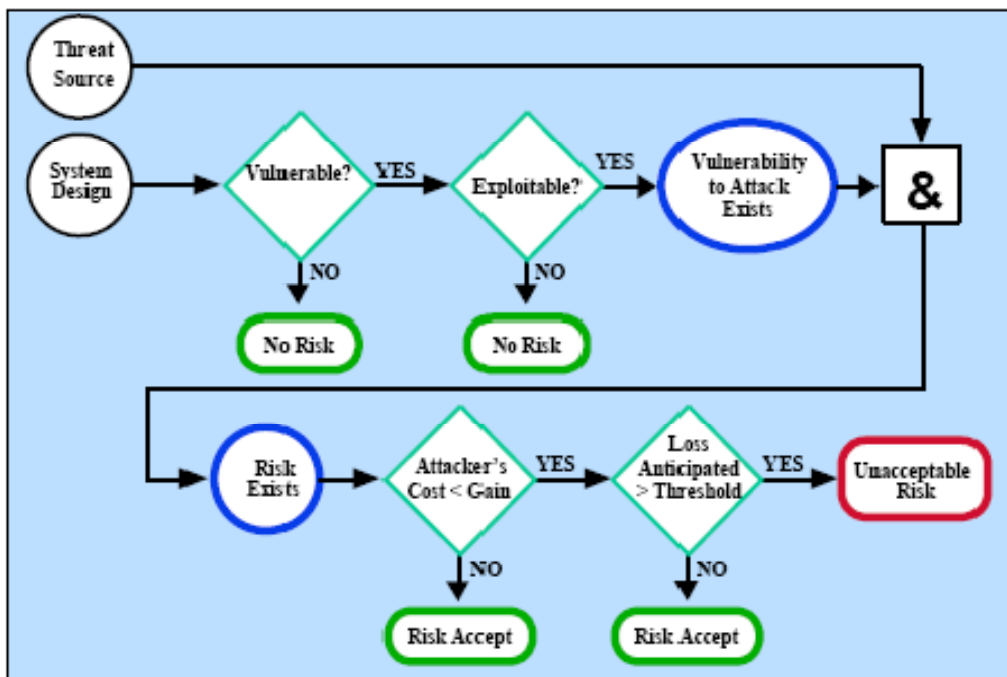 Threat
Source
System
Design
Vulnerable?
YES
Exploitable?
YES
Vulnerability
to Attack
Exists
&
NO
NO
No Risk
No Risk
Risk
Exists
Attacker's
Cost < Gain
YES
Loss
Anticipated
> Threshold
YES
Unacceptable
Risk
NO
NO
Risk Accept
Risk Accept